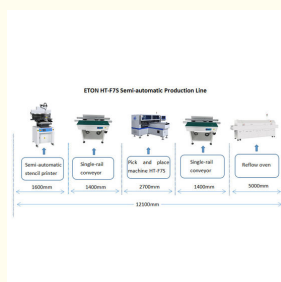 ETON HT-F7S Semi-automatic Production Line
Semi-automatic
stencil printer
Single-rail
conveyor
Pick and place
machine HT-F7S
Single-rail
conveyor
Reflow oven
1600mm
1400mm
2700mm
1400mm
5000mm
12100mm